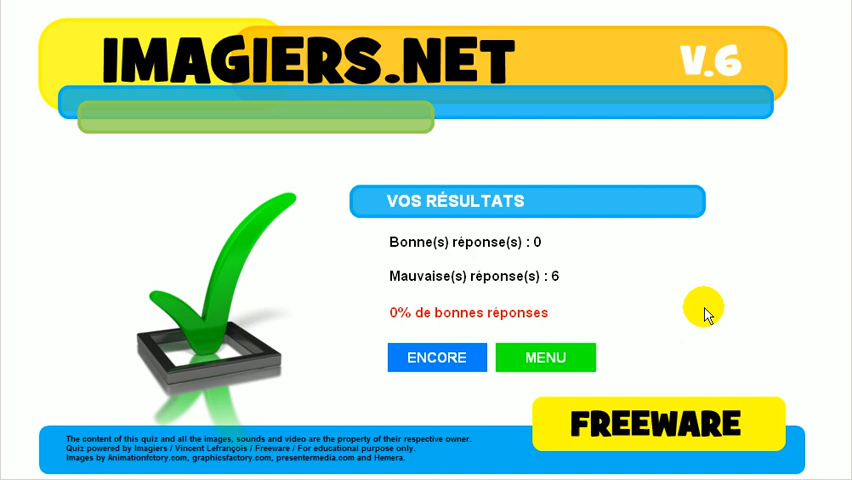 IMAGIERS.NET
V.6
VOS RÉSULTATS
Bonne(s) réponse(s) : 0
Mauvaise(s) réponse(s) : 6
0% de bonnes réponses
ENCORE
MENU
FREEWARE
The content of this quiz and all the images, sounds and video are the property of their respective owner.
Quiz powered by Imagiers / Vincent Lefrançois / Freeware / For educational purpose only.
Images by Animationfctory.com, graphicsfactory.com, presentermedia.com and Hemera.